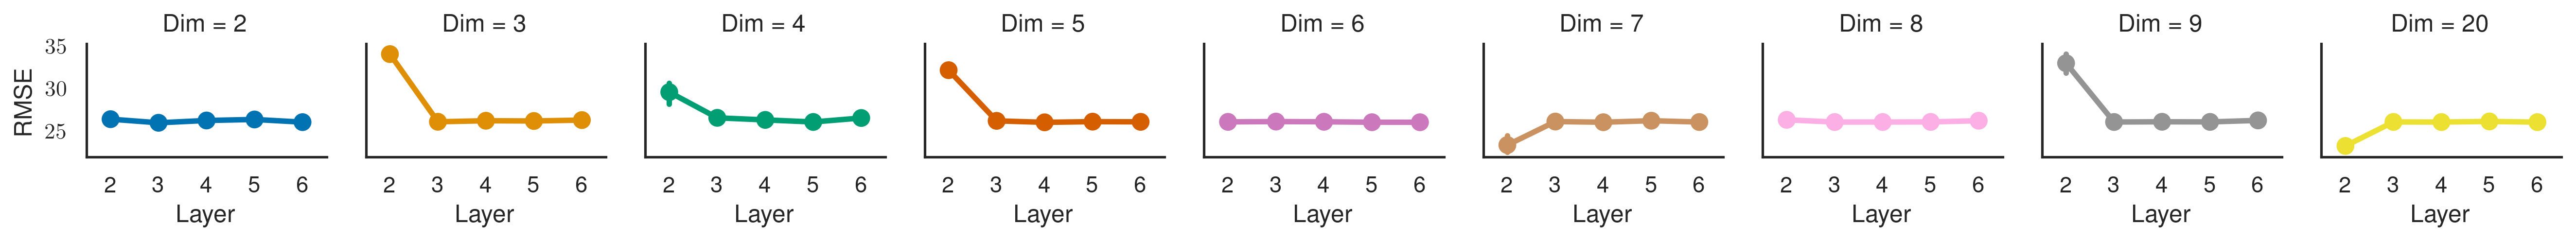 Dim = 2 Dim = 3 Dim = 4 Dim = 5 Dim = 6 Dim = 7 Dim = 8 Dim = 9 Dim = 20
35
30
25
RMSE
2 3 4 5 6 2 3 4 5 6 2 3 4 5 6 2 3 4 5 6 2 3 4 5 6 2 3 4 5 6 2 3 4 5 6 2 3 4 5 6 2 3 4 5 6
Layer Layer Layer Layer Layer Layer Layer Layer Layer